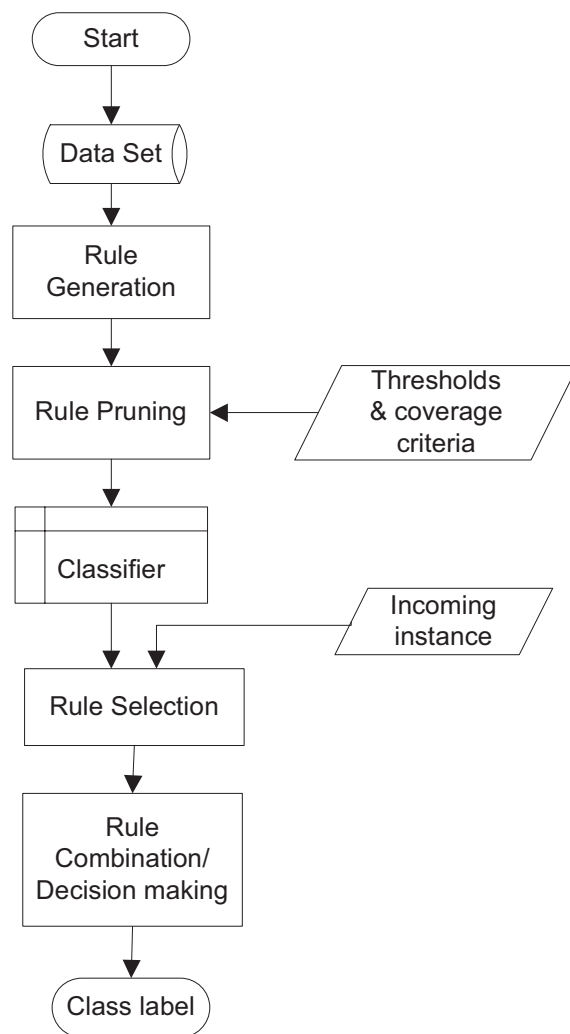 Start
Data Set
Rule
Generation
Rule Pruning
Thresholds
& coverage
criteria
Classifier
Incoming
instance
Rule Selection
Rule
Combination/
Decision making
Class label